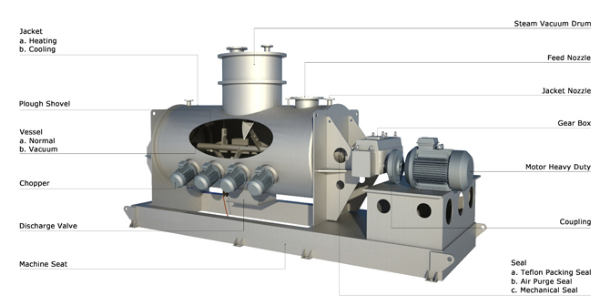 Jacket
a. Heating
b. Cooling
Plough Shovel
Vessel
a. Normal
b. Vacuum
Chopper
Discharge Valve
Machine Seat
Steam Vacuum Drum
Feed Nozzle
Jacket Nozzle
Gear Box
Motor Heavy Duty
Coupling
Seal
a. Teflon Packing Seal
b. Air Purge Seal
c. Mechanical Seal